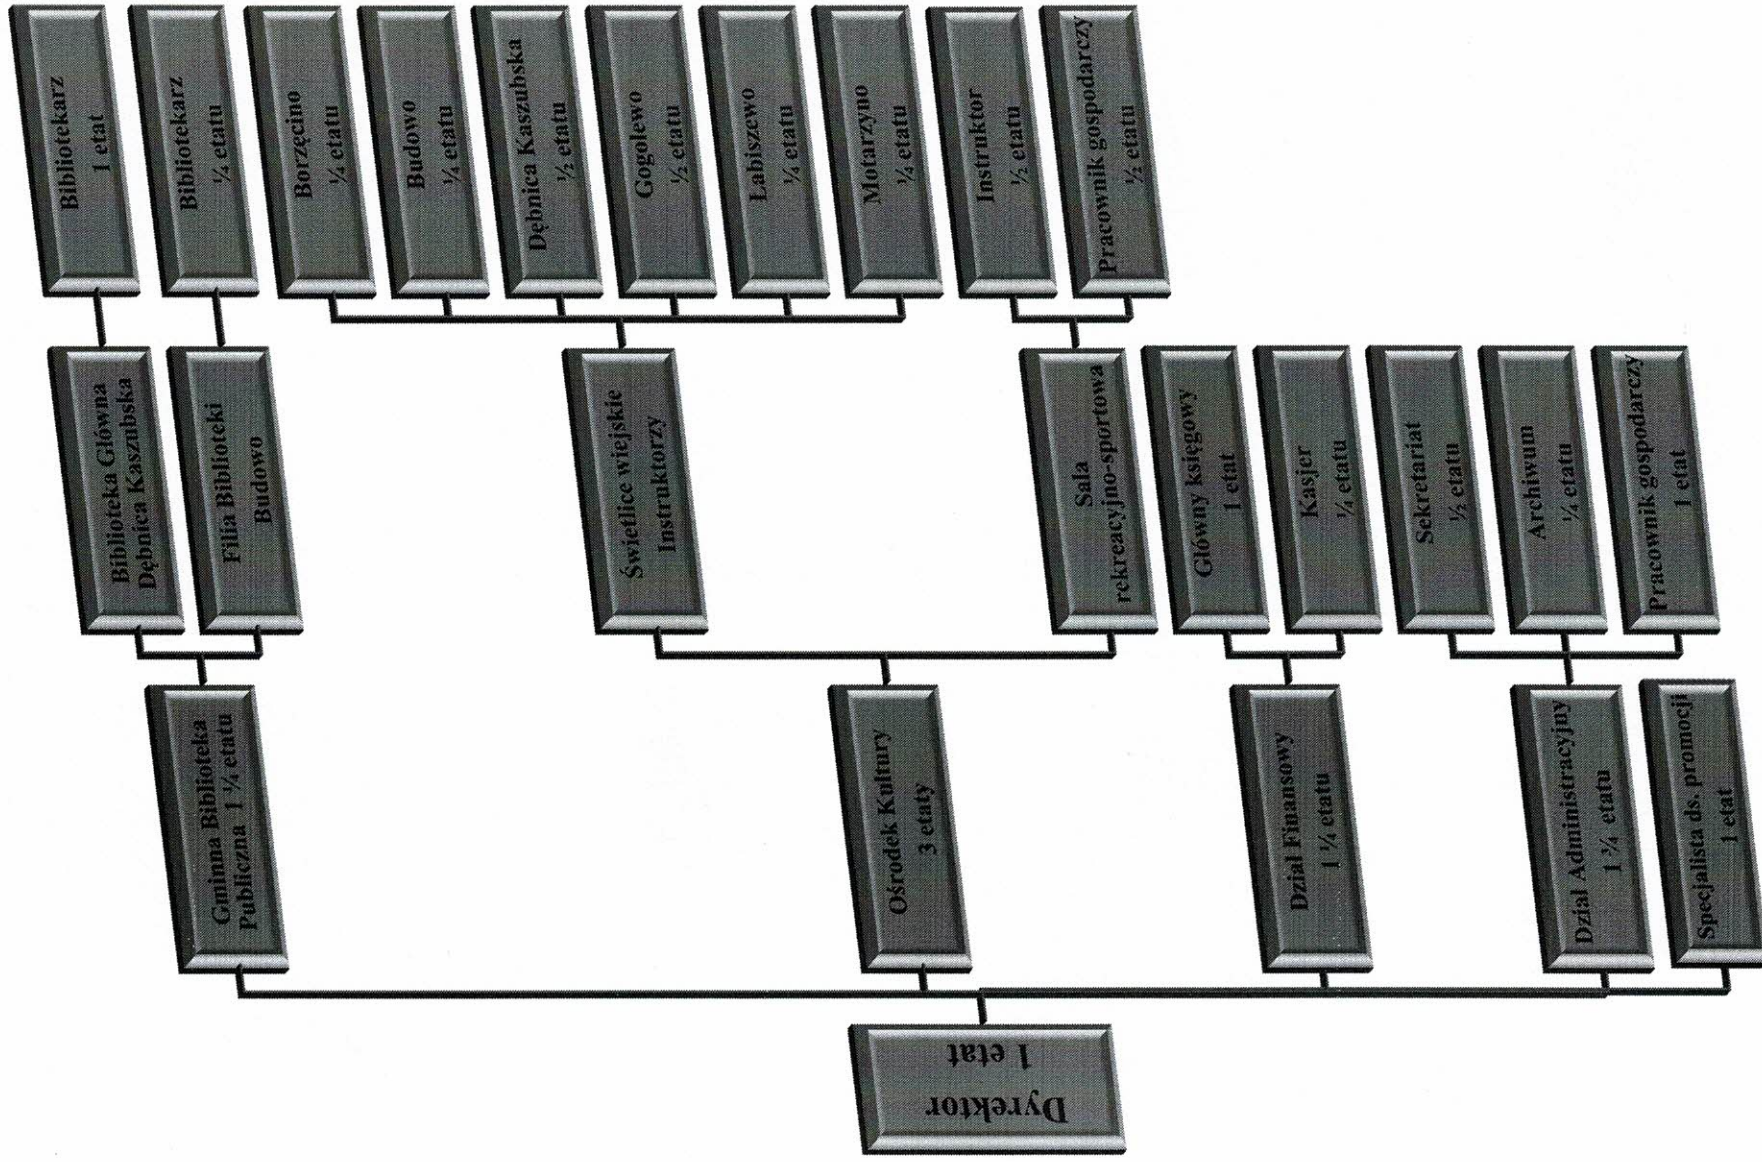 Dyrektor
1 etat
Gminna Biblioteka
Publiczna 1 ¼ etatu
Ośrodek Kultury
3 etaty
Dział Finansowy
1 ¼ etatu
Dział Administracyjny
1 ¾ etatu
Specjalista ds. promocji
1 etat
Biblioteka Główna
Dębnica Kaszubska
Filia Biblioteki
Budowo
Świetlice wiejskie
Instruktorzy
Sala
rekreacyjno-sportowa
Główny księgowy
1 etat
Kasjer
¼ etatu
Sekretariat
½ etatu
Archiwum
¼ etatu
Pracownik gospodarczy
1 etat
Bibliotekarz
1 etat
Bibliotekarz
¼ etatu
Borzęcino
¼ etatu
Budowo
¼ etatu
Dębnica Kaszubska
½ etatu
Gogolewo
½ etatu
Łabiszewo
¼ etatu
Motarzyno
¼ etatu
Instruktor
½ etatu
Pracownik gospodarczy
½ etatu